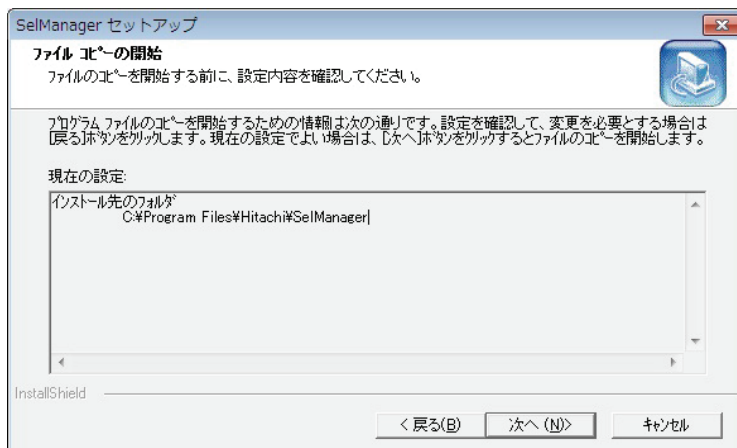 SelManager セットアップ
ファイル コピーの開始
ファイルのコピーを開始する前に、設定内容を確認してください。
プログラム ファイルのコピーを開始するための情報は次の通りです。設定を確認して、変更を必要とする場合は
[戻る]ボタンをクリックします。現在の設定でよい場合は、[次へ]ボタンをクリックするとファイルのコピーを開始します。
現在の設定:
インストール先のフォルダ
C:¥Program Files¥Hitachi¥SelManager
InstallShield
< 戻る(B)
次へ (N)>
キャンセル